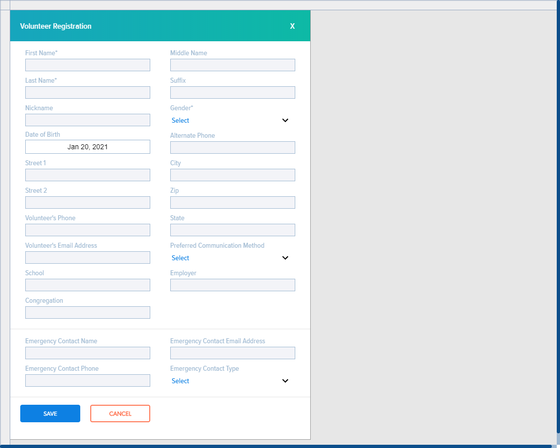 Volunteer Registration X
First Name* Middle Name
Last Name* Suffix
Nickname Gender*
Select
Date of Birth Alternate Phone
Jan 20, 2021
Street 1 City
Street 2 Zip
Volunteer's Phone State
Volunteer's Email Address Preferred Communication Method
Select
School Employer
Congregation
Emergency Contact Name Emergency Contact Email Address
Emergency Contact Phone Emergency Contact Type
Select
SAVE CANCEL